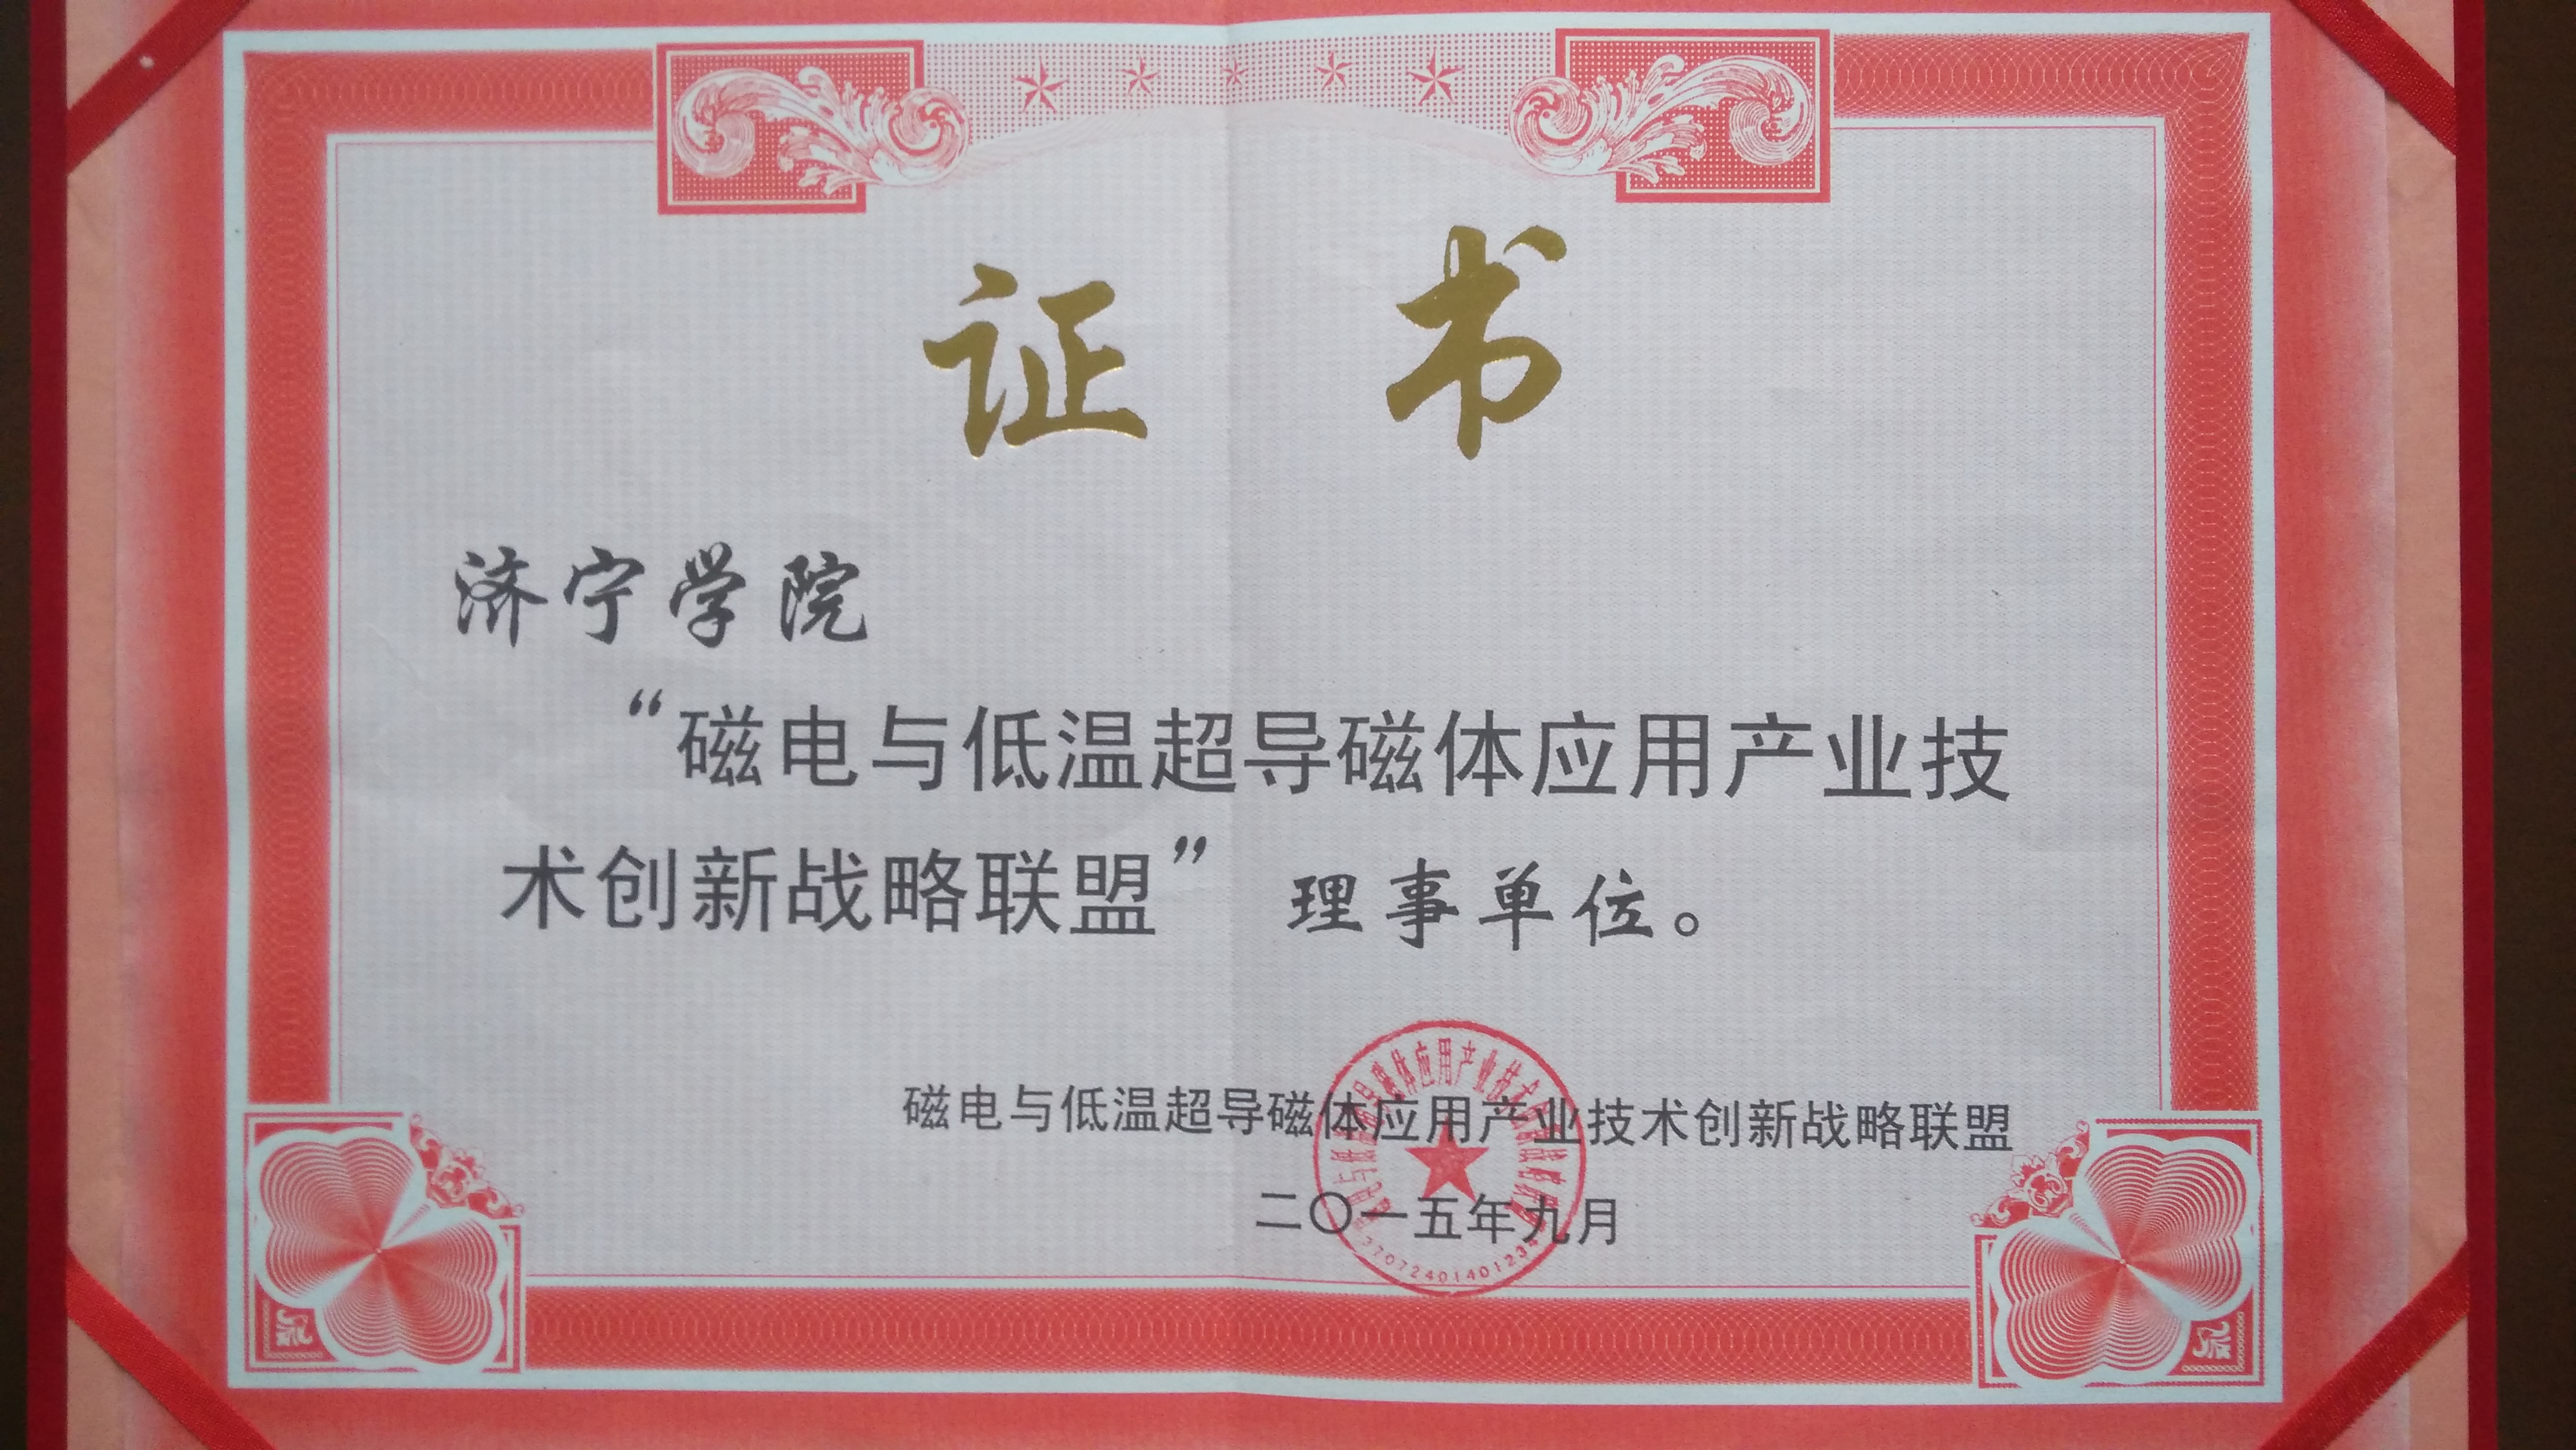 证 书
济宁学院
“磁电与低温超导磁体应用产业技
术创新战略联盟” 理事单位。
磁电与低温超导磁体应用产业技术创新战略联盟
二〇一五年九月